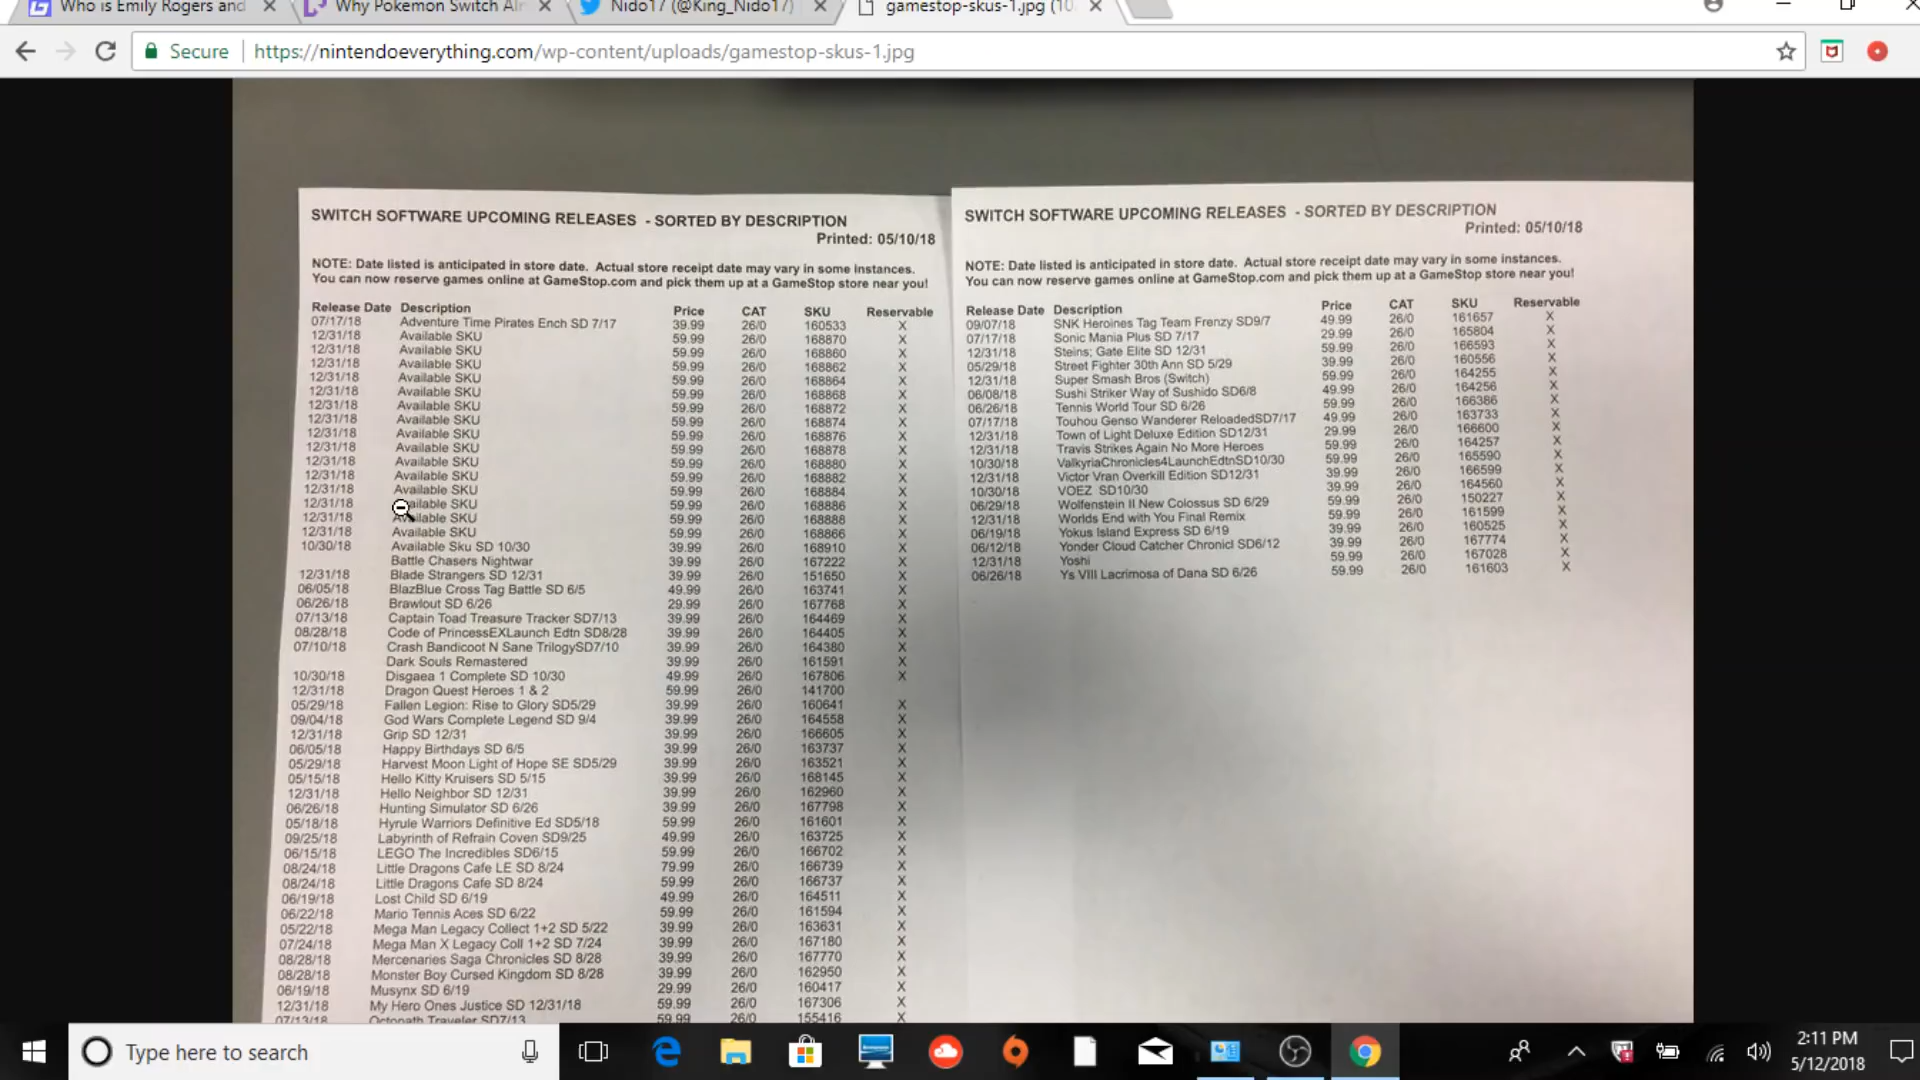 Who is Emily Rogers and
Why Pokemon Switch Alr
Nido17 (@King_Nido17)
gamestop-skus-1.jpg (10
Secure
https://nintendoeverything.com/wp-content/uploads/gamestop-skus-1.jpg
SWITCH SOFTWARE UPCOMING RELEASES - SORTED BY DESCRIPTION
Printed: 05/10/18
NOTE: Date listed is anticipated in store date. Actual store receipt date may vary in some instances.
You can now reserve games online at GameStop.com and pick them up at a GameStop store near you!
Release Date Description Price CAT SKU Reservable
07/17/18 Adventure Time Pirates Ench SD 7/17 39.99 26/0 160533 X
12/31/18 Available SKU 59.99 26/0 168870 X
12/31/18 Available SKU 59.99 26/0 168860 X
12/31/18 Available SKU 59.99 26/0 168862 X
12/31/18 Available SKU 59.99 26/0 168864 X
12/31/18 Available SKU 59.99 26/0 168868 X
12/31/18 Available SKU 59.99 26/0 168872 X
12/31/18 Available SKU 59.99 26/0 168874 X
12/31/18 Available SKU 59.99 26/0 168876 X
12/31/18 Available SKU 59.99 26/0 168878 X
12/31/18 Available SKU 59.99 26/0 168880 X
12/31/18 Available SKU 59.99 26/0 168882 X
12/31/18 Available SKU 59.99 26/0 168884 X
12/31/18 Available SKU 59.99 26/0 168886 X
12/31/18 Available SKU 59.99 26/0 168888 X
12/31/18 Available SKU 59.99 26/0 168866 X
10/30/18 Available Sku SD 10/30 39.99 26/0 168910 X
Battle Chasers Nightwar 39.99 26/0 167222 X
12/31/18 Blade Strangers SD 12/31 39.99 26/0 151650 X
06/05/18 BlazBlue Cross Tag Battle SD 6/5 49.99 26/0 163741 X
06/26/18 Brawlout SD 6/26 29.99 26/0 167768 X
07/13/18 Captain Toad Treasure Tracker SD7/13 39.99 26/0 164469 X
08/28/18 Code of PrincessEXLaunch Edtn SD8/28 39.99 26/0 164405 X
07/10/18 Crash Bandicoot N Sane TrilogySD7/10 39.99 26/0 164380 X
Dark Souls Remastered 39.99 26/0 161591 X
10/30/18 Disgaea 1 Complete SD 10/30 49.99 26/0 167806 X
12/31/18 Dragon Quest Heroes 1 & 2 59.99 26/0 141700
05/29/18 Fallen Legion: Rise to Glory SD5/29 39.99 26/0 160641 X
09/04/18 God Wars Complete Legend SD 9/4 39.99 26/0 164558 X
12/31/18 Grip SD 12/31 39.99 26/0 166605 X
06/05/18 Happy Birthdays SD 6/5 39.99 26/0 163737 X
05/29/18 Harvest Moon Light of Hope SE SD5/29 39.99 26/0 163521 X
05/15/18 Hello Kitty Kruisers SD 5/15 39.99 26/0 168145 X
12/31/18 Hello Neighbor SD 12/31 39.99 26/0 162960 X
06/26/18 Hunting Simulator SD 6/26 39.99 26/0 167798 X
05/18/18 Hyrule Warriors Definitive Ed SD5/18 59.99 26/0 161601 X
09/25/18 Labyrinth of Refrain Coven SD9/25 49.99 26/0 163725 X
06/15/18 LEGO The Incredibles SD6/15 59.99 26/0 166702 X
08/24/18 Little Dragons Cafe LE SD 8/24 79.99 26/0 166739 X
08/24/18 Little Dragons Cafe SD 8/24 59.99 26/0 166737 X
06/19/18 Lost Child SD 6/19 49.99 26/0 164511 X
06/22/18 Mario Tennis Aces SD 6/22 59.99 26/0 161594 X
05/22/18 Mega Man Legacy Collect 1+2 SD 5/22 39.99 26/0 163631 X
07/24/18 Mega Man X Legacy Coll 1+2 SD 7/24 39.99 26/0 167180 X
08/28/18 Mercenaries Saga Chronicles SD 8/28 39.99 26/0 167770 X
08/28/18 Monster Boy Cursed Kingdom SD 8/28 39.99 26/0 162950 X
06/19/18 Musynx SD 6/19 29.99 26/0 160417 X
12/31/18 My Hero Ones Justice SD 12/31/18 59.99 26/0 167306 X
07/13/18 Octopath Traveler SD7/13 59.99 26/0 155416 X
SWITCH SOFTWARE UPCOMING RELEASES - SORTED BY DESCRIPTION
Printed: 05/10/18
NOTE: Date listed is anticipated in store date. Actual store receipt date may vary in some instances.
You can now reserve games online at GameStop.com and pick them up at a GameStop store near you!
Release Date Description Price CAT SKU Reservable
09/07/18 SNK Heroines Tag Team Frenzy SD9/7 49.99 26/0 161657 X
07/17/18 Sonic Mania Plus SD 7/17 29.99 26/0 165804 X
12/31/18 Steins; Gate Elite SD 12/31 59.99 26/0 166593 X
05/29/18 Street Fighter 30th Ann SD 5/29 39.99 26/0 160556 X
12/31/18 Super Smash Bros (Switch) 59.99 26/0 164255 X
06/08/18 Sushi Striker Way of Sushido SD6/8 49.99 26/0 164256 X
06/26/18 Tennis World Tour SD 6/26 59.99 26/0 166386 X
07/17/18 Touhou Genso Wanderer ReloadedSD7/17 49.99 26/0 163733 X
12/31/18 Town of Light Deluxe Edition SD12/31 29.99 26/0 166600 X
12/31/18 Travis Strikes Again No More Heroes 59.99 26/0 164257 X
10/30/18 ValkyriaChronicles4LaunchEdtnSD10/30 59.99 26/0 165590 X
12/31/18 Victor Vran Overkill Edition SD12/31 39.99 26/0 166599 X
10/30/18 VOEZ SD10/30 39.99 26/0 164560 X
06/29/18 Wolfenstein II New Colossus SD 6/29 59.99 26/0 150227 X
12/31/18 Worlds End with You Final Remix 59.99 26/0 161599 X
06/19/18 Yokus Island Express SD 6/19 39.99 26/0 160525 X
06/12/18 Yonder Cloud Catcher Chronicl SD6/12 39.99 26/0 167774 X
12/31/18 Yoshi 59.99 26/0 167028 X
06/26/18 Ys VIII Lacrimosa of Dana SD 6/26 59.99 26/0 161603 X
Type here to search
2:11 PM
5/12/2018